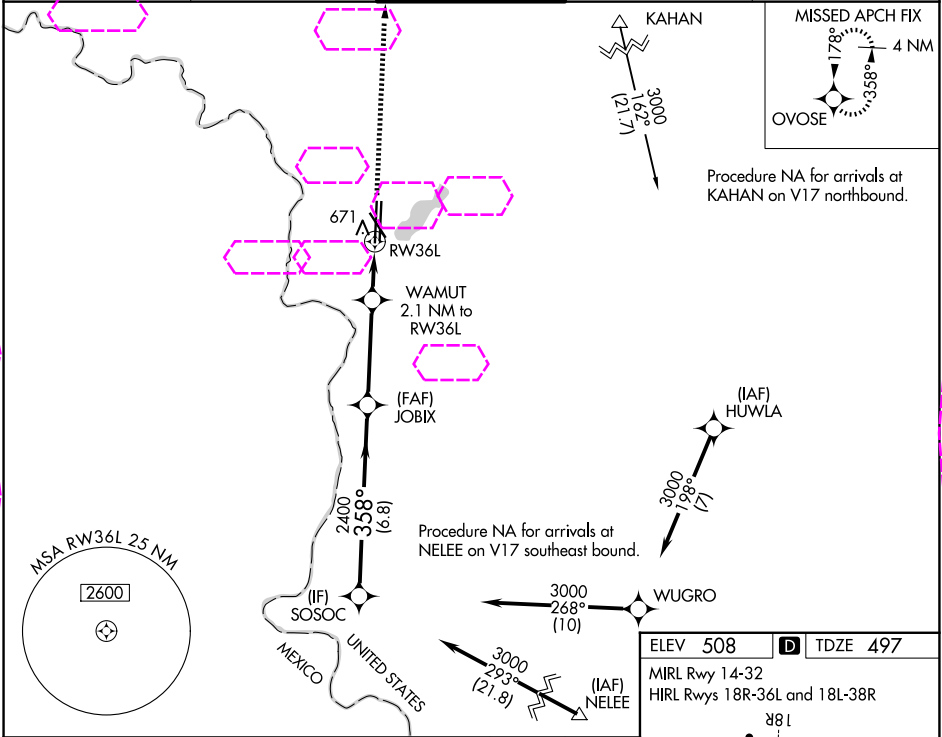 KAHAN
3000
162°
(21.7)
MISSED APCH FIX
4 NM
178°
358°
OVOSE
Procedure NA for arrivals at
KAHAN on V17 northbound.
671
RW36L
WAMUT
2.1 NM to
RW36L
(FAF)
JOBIX
(IAF)
HUWLA
3000
198°
(7)
2400
358°
(6.8)
Procedure NA for arrivals at
NELEE on V17 southeast bound.
MSA RW36L 25 NM
2600
(IF)
SOSOC
3000
268°
(10)
WUGRO
MEXICO
UNITED STATES
3000
293°
(21.8)
(IAF)
NELEE
ELEV 508 D TDZE 497
MIRL Rwy 14-32
HIRL Rwys 18R-36L and 18L-38R
18R